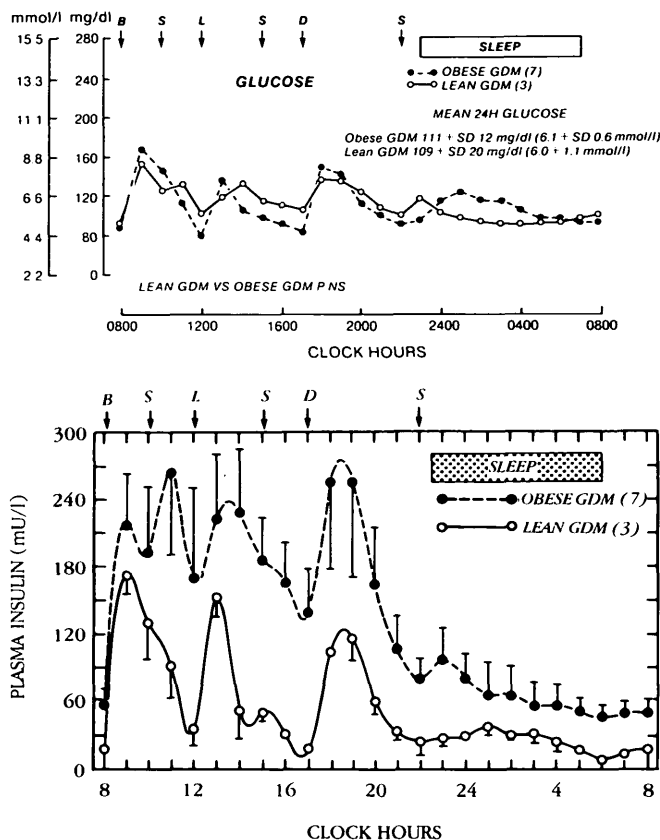 mmol/l mg/dl B S L S D S
15 5 280
SLEEP
13.3 240
OBESE GDM (7)
GLUCOSE
LEAN GDM (3)
11.1 200
MEAN 24H GLUCOSE
Obese GDM 111 + SD 12 mg/dl (6.1 + SD 0.6 mmol/l)
Lean GDM 109 + SD 20 mg/dl (6.0 + 1.1 mmol/l)
8.8 160
6.6 120
4.4 80
2 2 0
LEAN GDM VS OBESE GDM P NS
0800 1200 1600 2000 2400 0400 0800
CLOCK HOURS
B S L S D S
300
SLEEP
OBESE GDM (7)
240
LEAN GDM (3)
180
120
60
0
PLASMA INSULIN (mU/l)
8 12 16 20 24 4 8
CLOCK HOURS